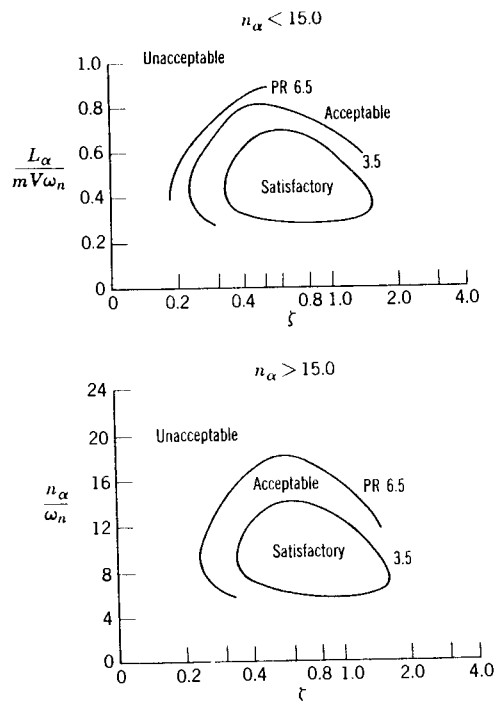 n_α < 15.0
Unacceptable
1.0
PR 6.5
0.8
Acceptable
0.6
3.5
L_α
mVω_n
Satisfactory
0.4
0.2
0
0 0.2 0.4 0.8 1.0 2.0 4.0
ζ
n_α > 15.0
24
20
Unacceptable
16
Acceptable
PR 6.5
n_α
ω_n
12
Satisfactory
3.5
8
4
0
0 0.2 0.4 0.8 1.0 2.0 4.0
ζ